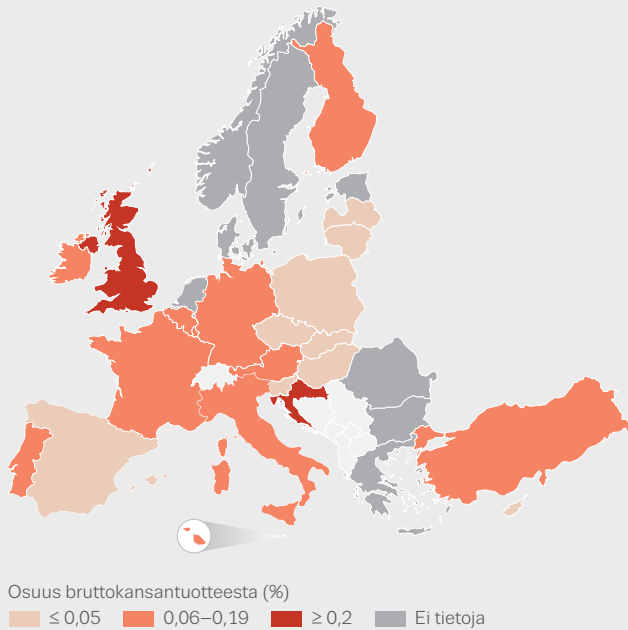 Osuus bruttokansantuotteesta (%)
≤ 0,05 0,06–0,19 ≥ 0,2 Ei tietoja